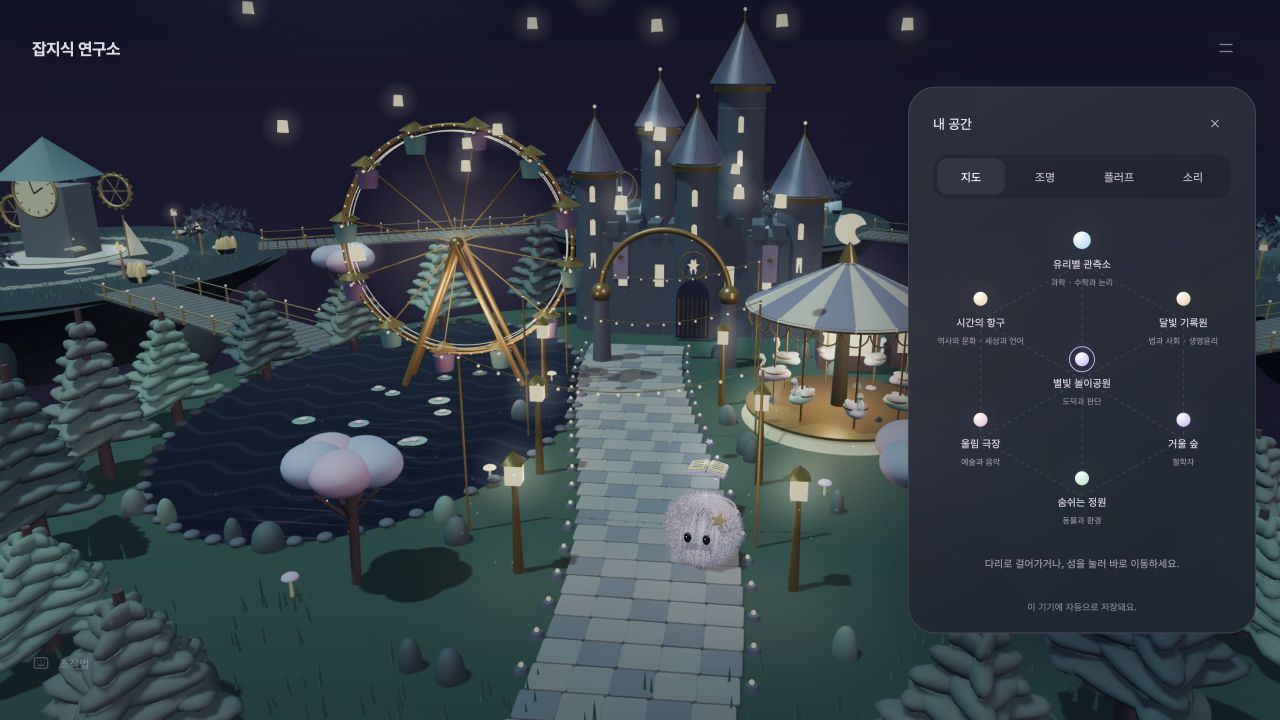 잡지식 연구소
내 공간
지도 조명 플러프 소리
유리별 관측소
과학 · 수학과 논리
시간의 항구
역사와 문화 · 세상과 언어
달빛 기록원
법과 사회 · 생명윤리
별빛 놀이공원
도덕과 판단
울림 극장
예술과 음악
거울 숲
철학자
숨쉬는 정원
동물과 환경
다리로 걸어가거나, 섬을 눌러 바로 이동하세요.
이 기기에 자동으로 저장돼요.
조작법